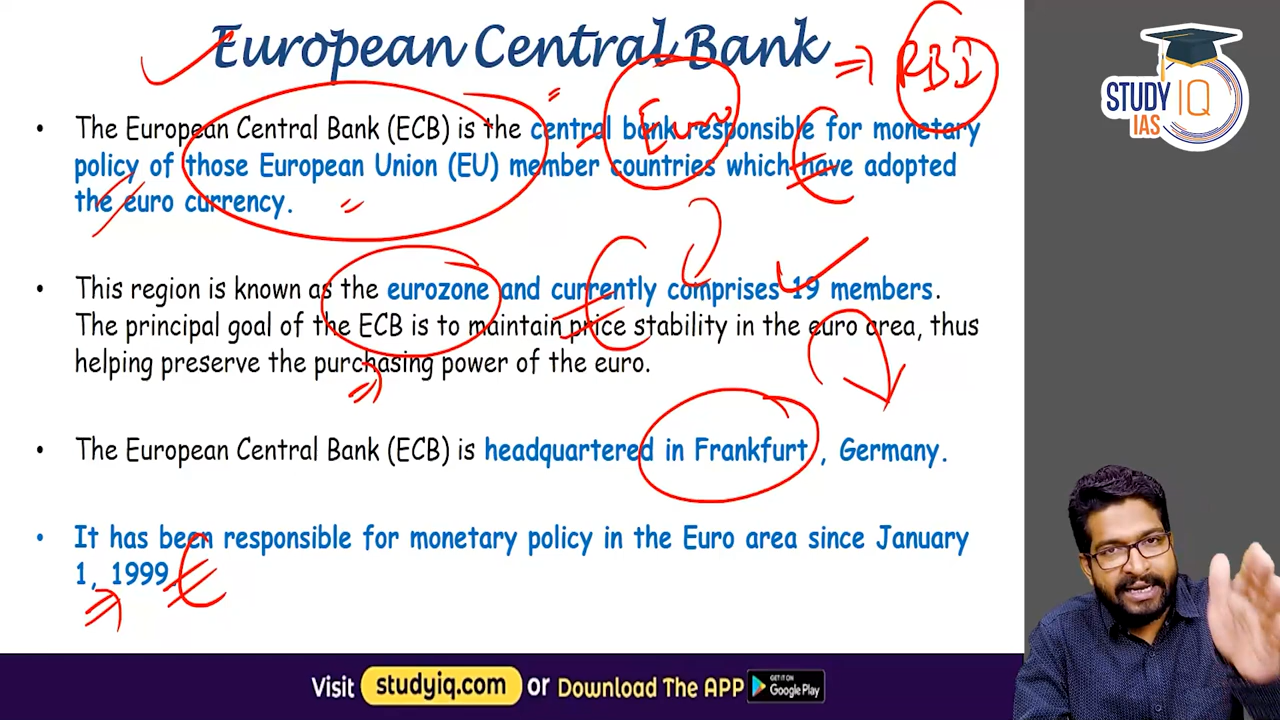 European Central Bank
⇒ RBI
STUDY IQ
IAS
• The European Central Bank (ECB) is the central bank responsible for monetary
policy of those European Union (EU) member countries which have adopted
the euro currency.
Euro
€
• This region is known as the eurozone and currently comprises 19 members.
The principal goal of the ECB is to maintain price stability in the euro area, thus
helping preserve the purchasing power of the euro.
€
⇒
• The European Central Bank (ECB) is headquartered in Frankfurt , Germany.
• It has been responsible for monetary policy in the Euro area since January
1, 1999.
⇒ €
Visit studyiq.com or Download The APP GET IT ON Google Play